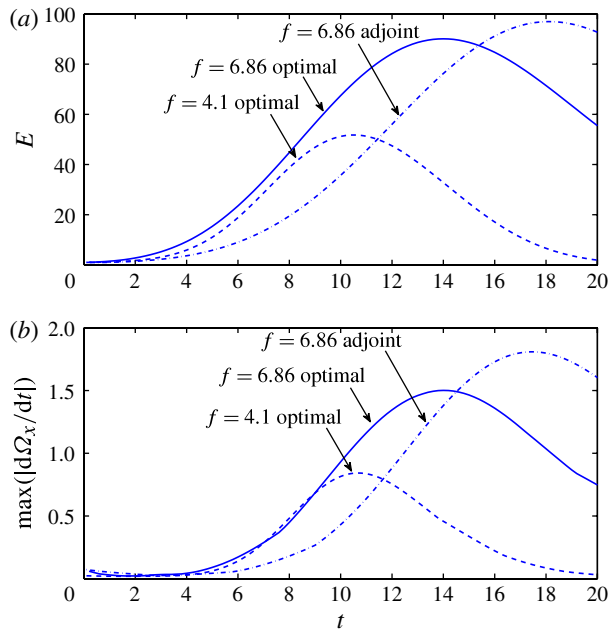 (a)
100
80
60
40
20
0
E
f = 6.86 adjoint
f = 6.86 optimal
f = 4.1 optimal
2 4 6 8 10 12 14 16 18 20
(b)
2.0
1.5
1.0
0.5
0
max(|dΩx/dt|)
f = 6.86 adjoint
f = 6.86 optimal
f = 4.1 optimal
2 4 6 8 10 12 14 16 18 20
t